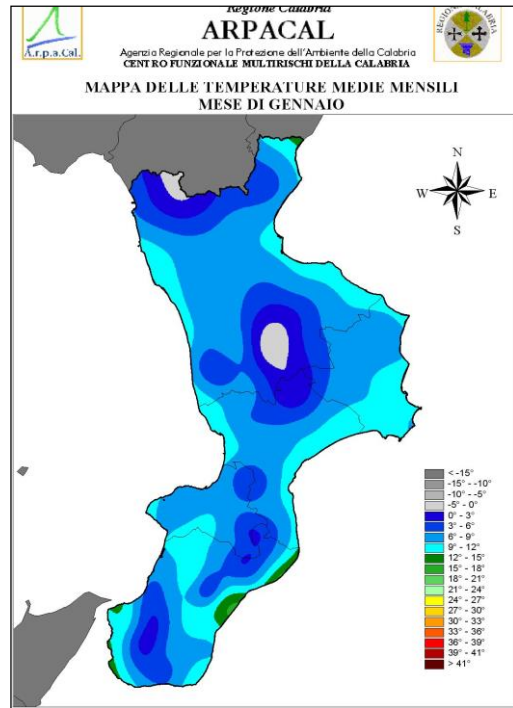 Regione Calabria
ARPACAL
A.r.p.a.Cal.
Agenzia Regionale per la Protezione dell'Ambiente della Calabria
CENTRO FUNZIONALE MULTIRISCHI DELLA CALABRIA
MAPPA DELLE TEMPERATURE MEDIE MENSILI
MESE DI GENNAIO
N
W E
S
< -15°
-15° - -10°
-10° - -5°
-5° - 0°
0° - 3°
3° - 6°
6° - 9°
9° - 12°
12° - 15°
15° - 18°
18° - 21°
21° - 24°
24° - 27°
27° - 30°
30° - 33°
33° - 36°
36° - 39°
39° - 41°
> 41°